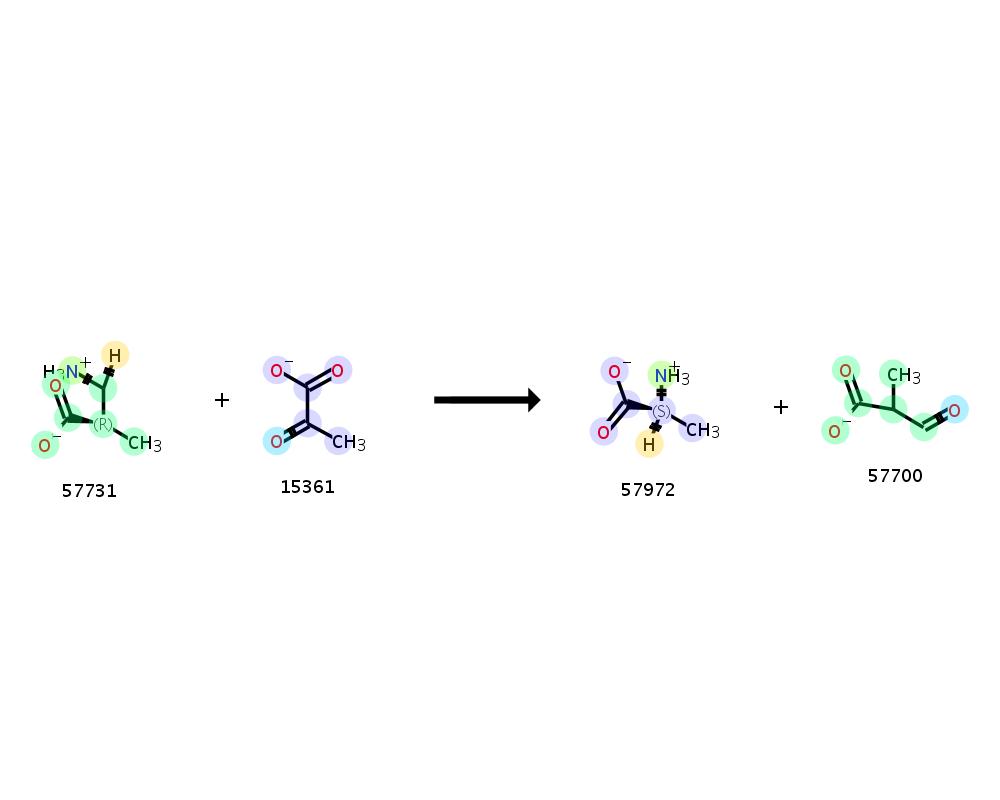 H
H₃N⁺
O
(R)
O⁻
CH₃
57731
+
O⁻
O
O
CH₃
15361
O⁻
NH₃⁺
(S)
O
H
CH₃
57972
+
O
CH₃
O⁻
O
57700